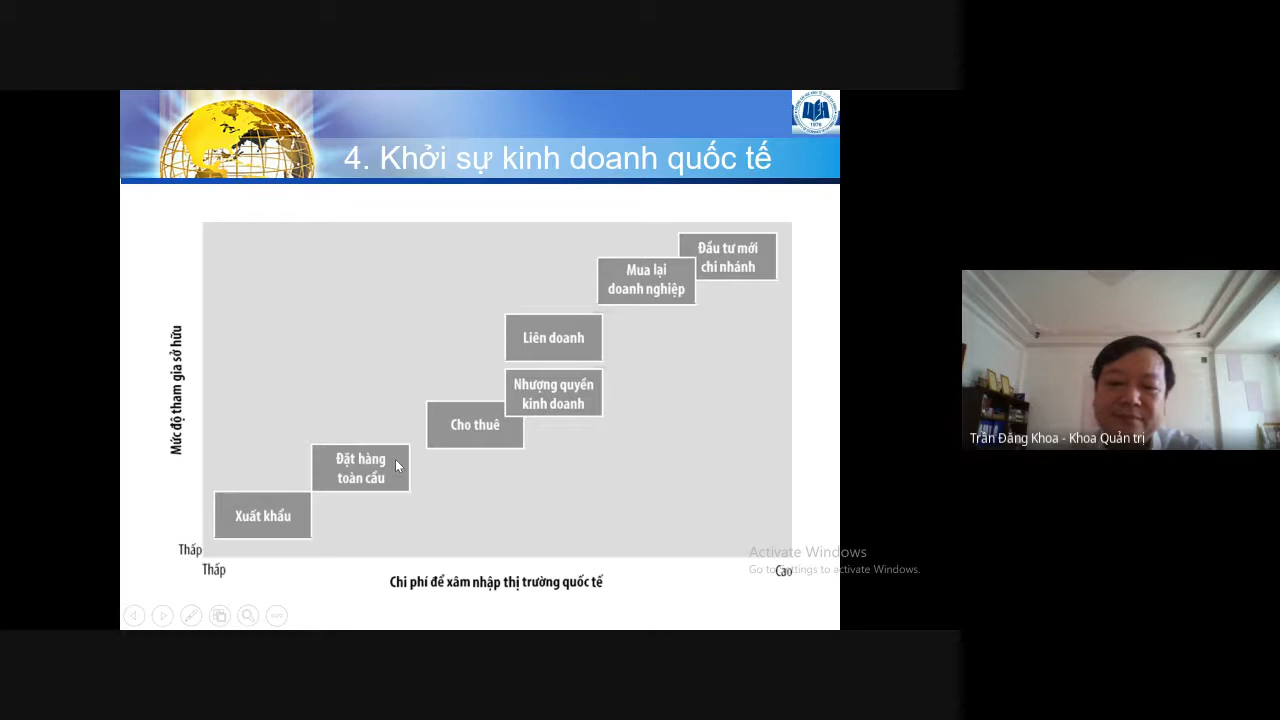 4. Khởi sự kinh doanh quốc tế
Đầu tư mới
chi nhánh
Mua lại
doanh nghiệp
Liên doanh
Nhượng quyền
kinh doanh
Cho thuê
Đặt hàng
toàn cầu
Xuất khẩu
Mức độ tham gia sở hữu
Thấp
Thấp
Cao
Chi phí để xâm nhập thị trường quốc tế
Activate Windows
Go to Settings to activate Windows.
Trần Đăng Khoa - Khoa Quản trị
1976